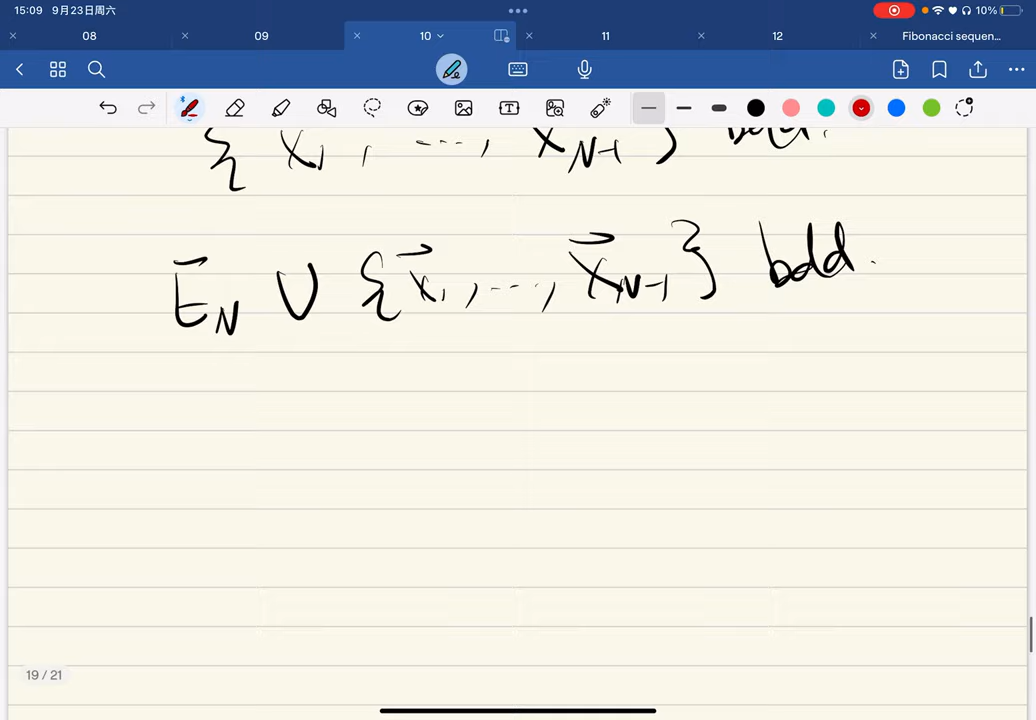 15:09 9月23日周六 10%
08 09 10 11 12 Fibonacci sequen...
{ x₁, ..., x_{N-1} } bdd.
E_N ∪ {x⃗₁, ..., x⃗_{N-1}} bdd.
19 / 21